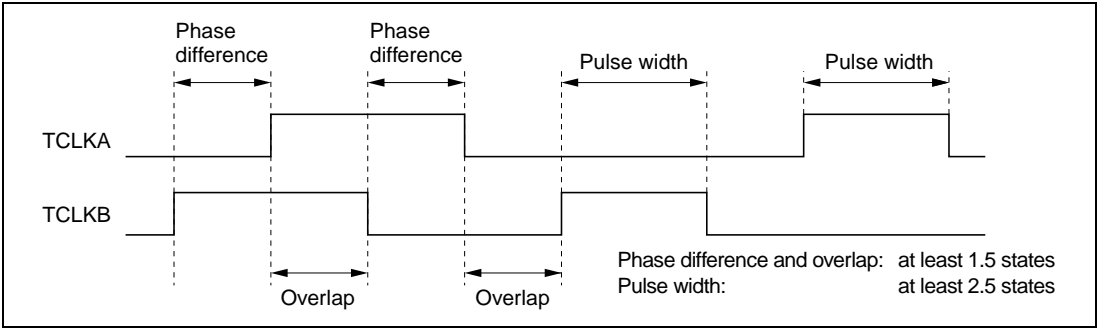 Phase
difference
Phase
difference
Pulse width
Pulse width
TCLKA
TCLKB
Overlap
Overlap
Phase difference and overlap: at least 1.5 states
Pulse width: at least 2.5 states